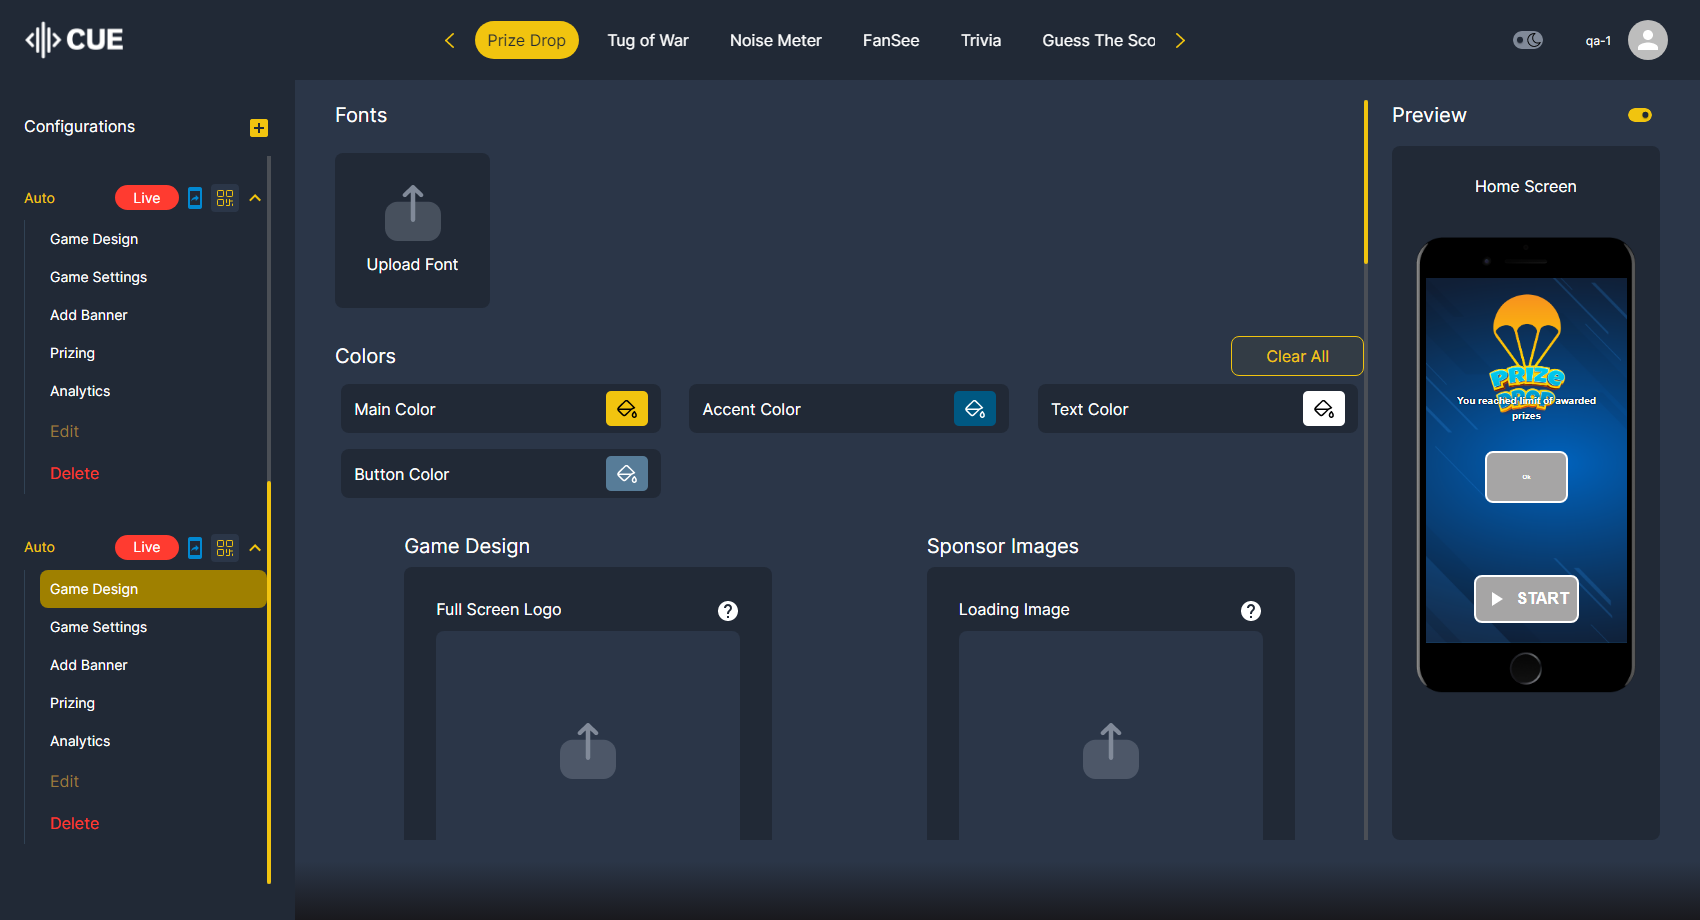 CUE
Prize Drop
Tug of War
Noise Meter
FanSee
Trivia
Guess The Sco
qa-1
Configurations
Auto
Live
Game Design
Game Settings
Add Banner
Prizing
Analytics
Edit
Delete
Auto
Live
Game Design
Game Settings
Add Banner
Prizing
Analytics
Edit
Delete
Fonts
Upload Font
Colors
Clear All
Main Color
Accent Color
Text Color
Button Color
Game Design
Full Screen Logo
?
Sponsor Images
Loading Image
?
Preview
Home Screen
PRIZE
DROP
You reached limit of awarded
prizes
Ok
START